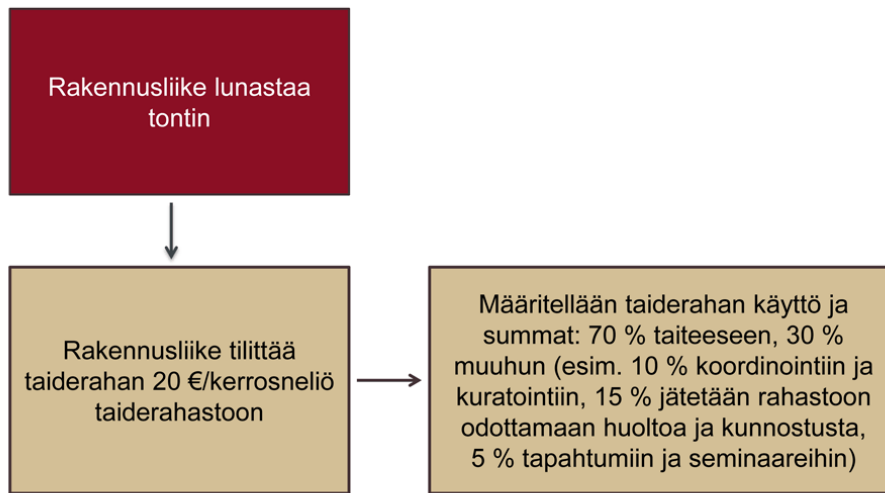 Rakennusliike lunastaa
tontin
Rakennusliike tilittää
taiderahan 20 €/kerrosneliö
taiderahastoon
Määritellään taiderahan käyttö ja
summat: 70 % taiteeseen, 30 %
muuhun (esim. 10 % koordinointiin ja
kuratointiin, 15 % jätetään rahastoon
odottamaan huoltoa ja kunnostusta,
5 % tapahtumiin ja seminaareihin)